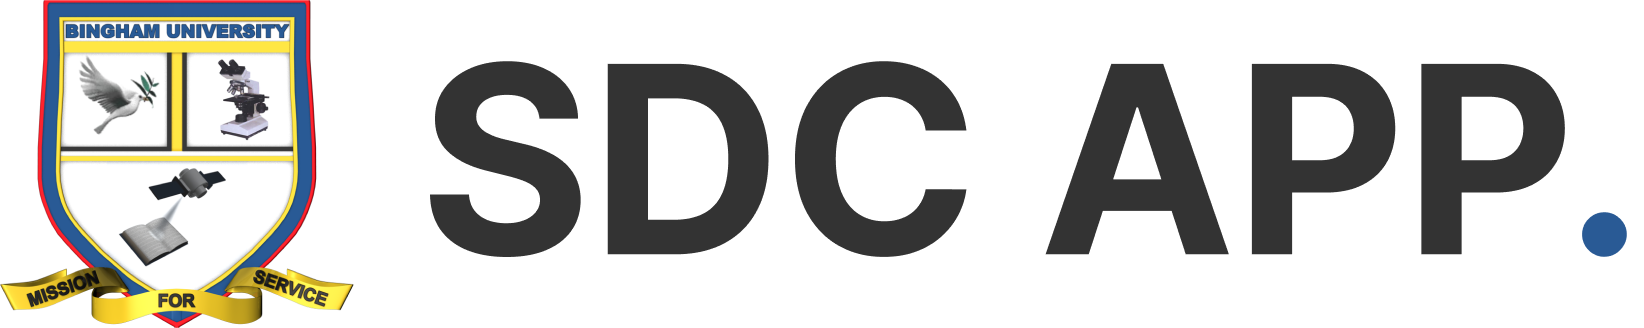 BINGHAM UNIVERSITY
SDC APP.
MISSION FOR SERVICE